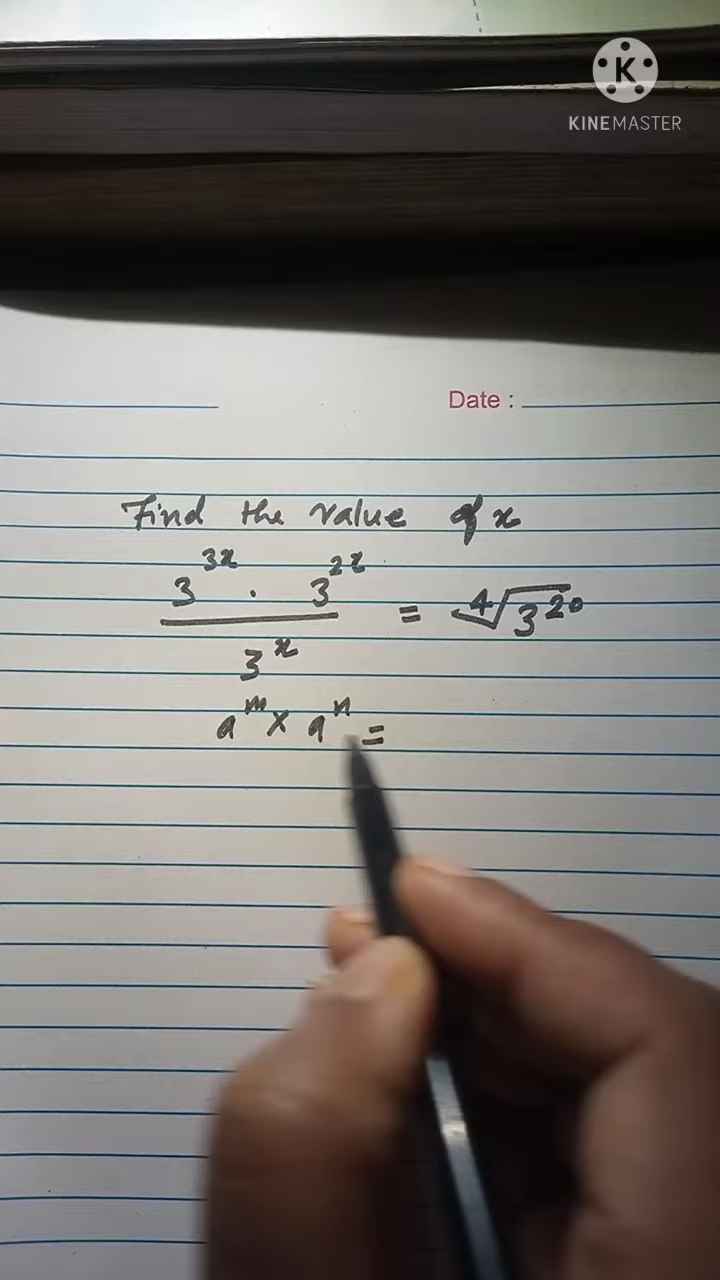 K
KINEMASTER
Date :
Find the value of x
3^{3x} . 3^{2x} / 3^x = ⁴√3^{20}
a^m × a^n =